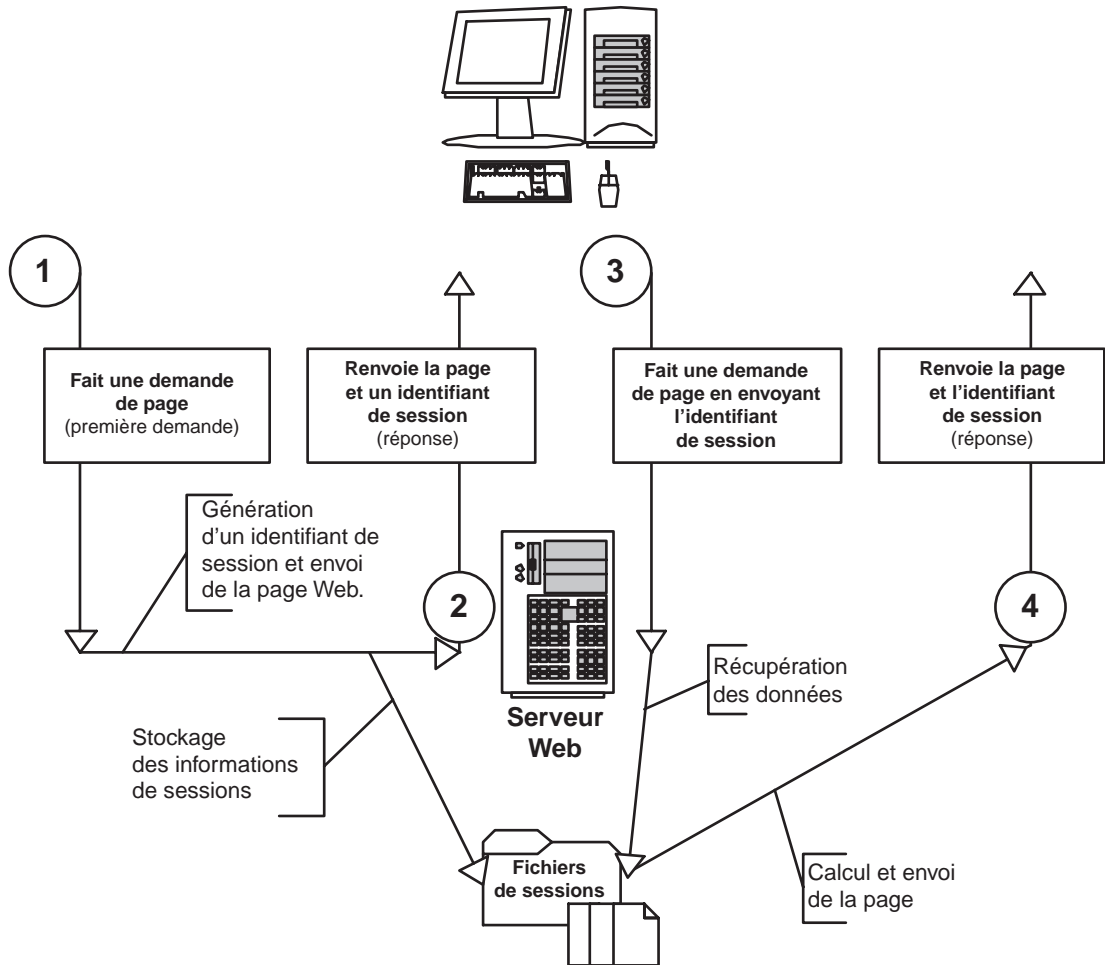 1
3
Fait une demande
de page
(première demande)
Renvoie la page
et un identifiant
de session
(réponse)
Fait une demande
de page en envoyant
l’identifiant
de session
Renvoie la page
et l’identifiant
de session
(réponse)
Génération
d'un identifiant de
session et envoi
de la page Web.
2
4
Serveur
Web
Récupération
des données
Stockage
des informations
de sessions
Fichiers
de sessions
Calcul et envoi
de la page